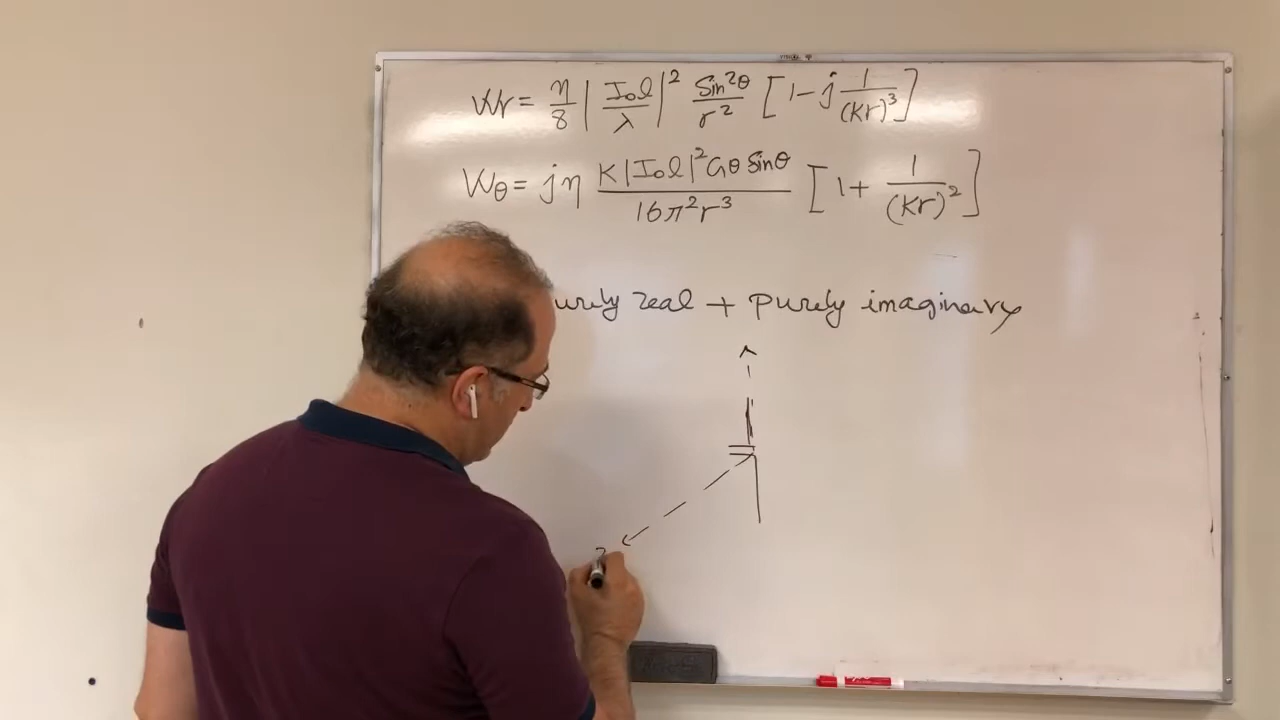 Wr = η/8 |I₀l/λ|² Sin²θ/r² [1 - j 1/(Kr)³]
Wθ = jη K|I₀l|² Cosθ Sinθ / 16π²r³ [1 + 1/(Kr)²]
urely real + Purely imaginary